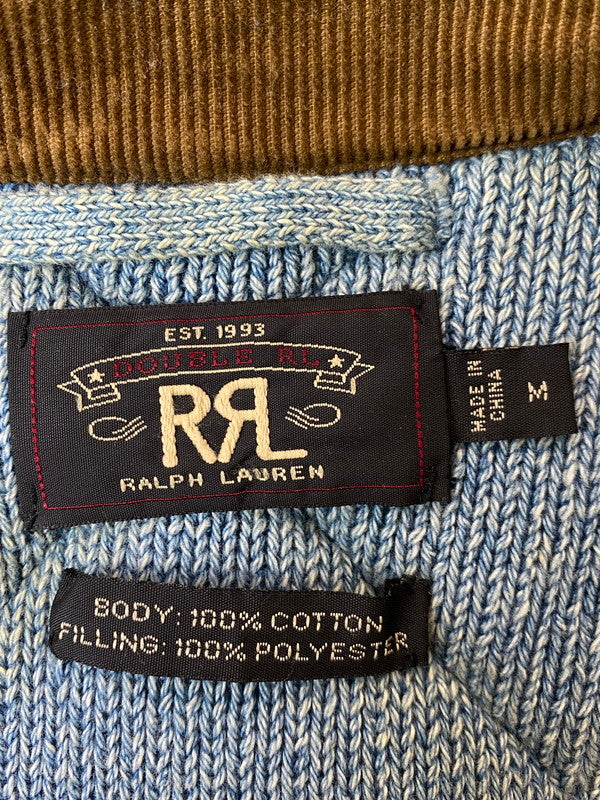 EST. 1993
DOUBLE RL
RRL
RALPH LAUREN
MADE IN
CHINA
M
BODY: 100% COTTON
FILLING: 100% POLYESTER